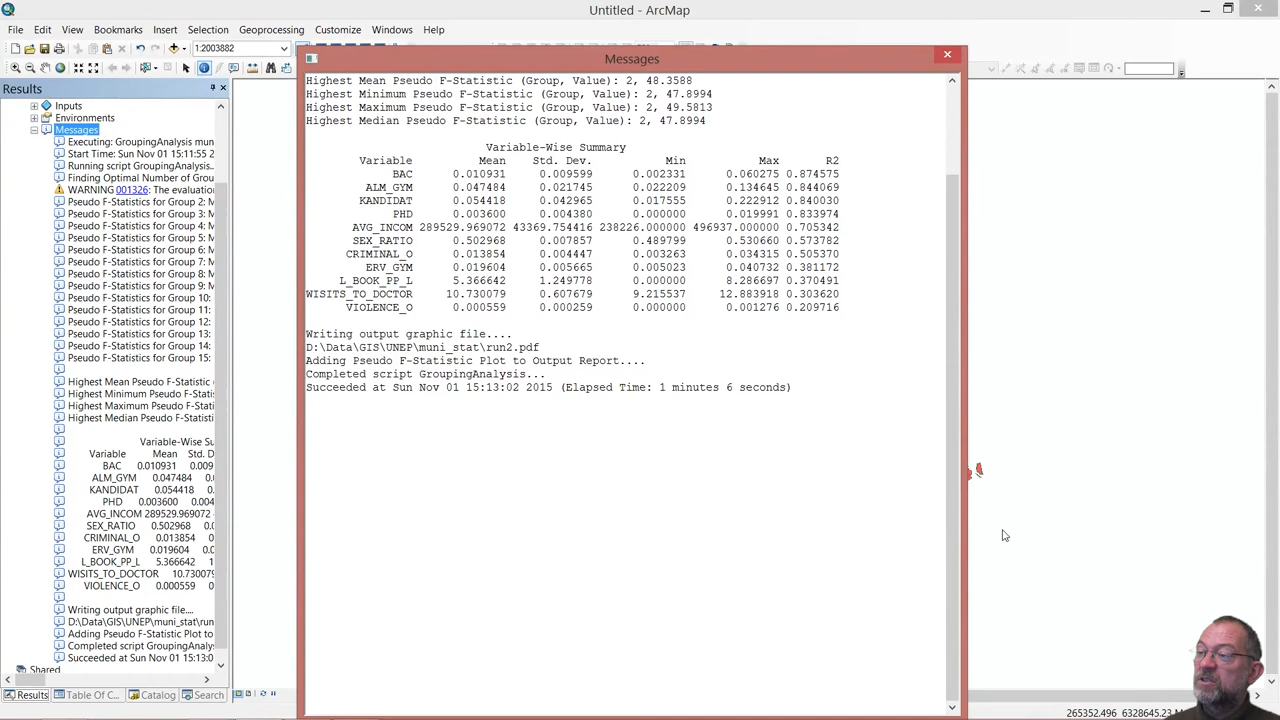 Untitled - ArcMap
File Edit View Bookmarks Insert Selection Geoprocessing Customize Windows Help
1:2003882
Results
Inputs
Environments
Messages
Executing: GroupingAnalysis mun
Start Time: Sun Nov 01 15:11:55 2
Running script GroupingAnalysis...
Finding Optimal Number of Grou
WARNING 001326: The evaluation
Pseudo F-Statistics for Group 2: M
Pseudo F-Statistics for Group 3: M
Pseudo F-Statistics for Group 4: M
Pseudo F-Statistics for Group 5: M
Pseudo F-Statistics for Group 6: M
Pseudo F-Statistics for Group 7: M
Pseudo F-Statistics for Group 8: M
Pseudo F-Statistics for Group 9: M
Pseudo F-Statistics for Group 10:
Pseudo F-Statistics for Group 11:
Pseudo F-Statistics for Group 12:
Pseudo F-Statistics for Group 13:
Pseudo F-Statistics for Group 14:
Pseudo F-Statistics for Group 15:
Highest Mean Pseudo F-Statistic
Highest Minimum Pseudo F-Statis
Highest Maximum Pseudo F-Stati
Highest Median Pseudo F-Statisti
Variable-Wise Su
Variable Mean Std. D
BAC 0.010931 0.009
ALM_GYM 0.047484 0.0
KANDIDAT 0.054418 0.0
PHD 0.003600 0.004
AVG_INCOM 289529.969072
SEX_RATIO 0.502968 0.0
CRIMINAL_O 0.013854 0.
ERV_GYM 0.019604 0.0
L_BOOK_PP_L 5.366642 1
WISITS_TO_DOCTOR 10.730079
VIOLENCE_O 0.000559 0.
Writing output graphic file....
D:\Data\GIS\UNEP\muni_stat\run
Adding Pseudo F-Statistic Plot to
Completed script GroupingAnaly
Succeeded at Sun Nov 01 15:13:0
Shared
Results Table Of C... Catalog Search
Messages
Highest Mean Pseudo F-Statistic (Group, Value): 2, 48.3588
Highest Minimum Pseudo F-Statistic (Group, Value): 2, 47.8994
Highest Maximum Pseudo F-Statistic (Group, Value): 2, 49.5813
Highest Median Pseudo F-Statistic (Group, Value): 2, 47.8994
Variable-Wise Summary
Variable Mean Std. Dev. Min Max R2
BAC 0.010931 0.009599 0.002331 0.060275 0.874575
ALM_GYM 0.047484 0.021745 0.022209 0.134645 0.844069
KANDIDAT 0.054418 0.042965 0.017555 0.222912 0.840030
PHD 0.003600 0.004380 0.000000 0.019991 0.833974
AVG_INCOM 289529.969072 43369.754416 238226.000000 496937.000000 0.705342
SEX_RATIO 0.502968 0.007857 0.489799 0.530660 0.573782
CRIMINAL_O 0.013854 0.004447 0.003263 0.034315 0.505370
ERV_GYM 0.019604 0.005665 0.005023 0.040732 0.381172
L_BOOK_PP_L 5.366642 1.249778 0.000000 8.286697 0.370491
WISITS_TO_DOCTOR 10.730079 0.607679 9.215537 12.883918 0.303620
VIOLENCE_O 0.000559 0.000259 0.000000 0.001276 0.209716
Writing output graphic file....
D:\Data\GIS\UNEP\muni_stat\run2.pdf
Adding Pseudo F-Statistic Plot to Output Report....
Completed script GroupingAnalysis...
Succeeded at Sun Nov 01 15:13:02 2015 (Elapsed Time: 1 minutes 6 seconds)
265352.496 6328645.23 M